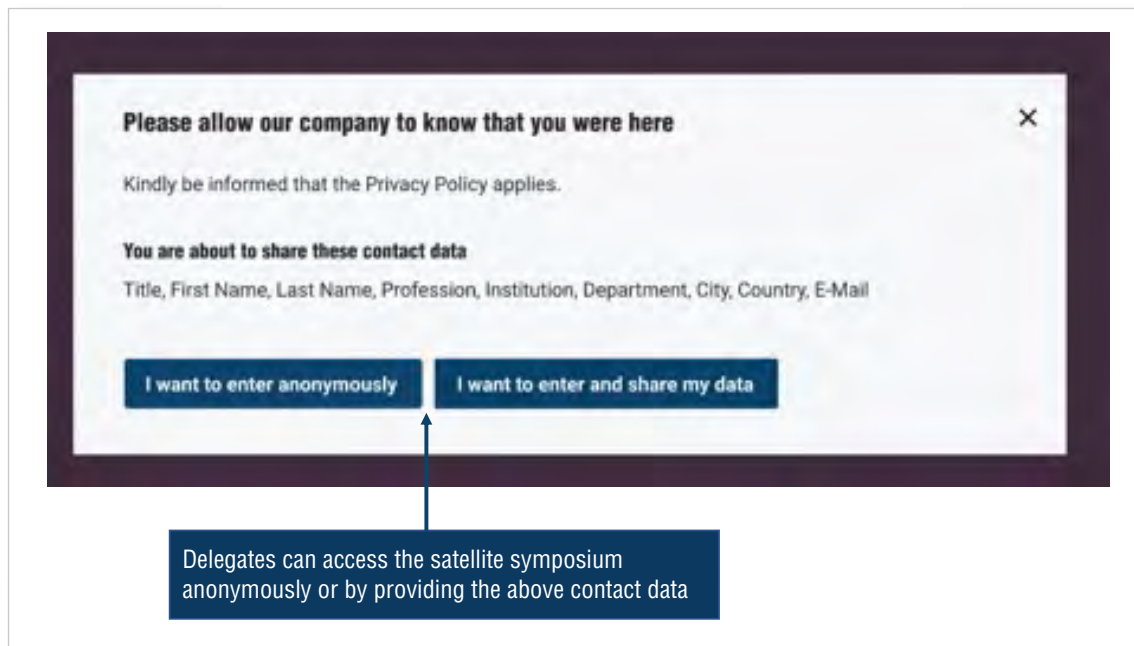 Please allow our company to know that you were here
×
Kindly be informed that the Privacy Policy applies.
You are about to share these contact data
Title, First Name, Last Name, Profession, Institution, Department, City, Country, E-Mail
I want to enter anonymously
I want to enter and share my data
Delegates can access the satellite symposium
anonymously or by providing the above contact data